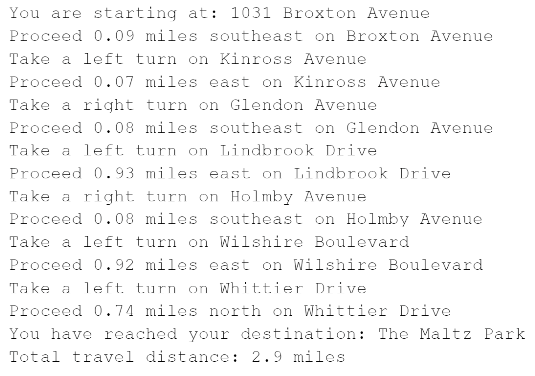 You are starting at: 1031 Broxton Avenue
Proceed 0.09 miles southeast on Broxton Avenue
Take a left turn on Kinross Avenue
Proceed 0.07 miles east on Kinross Avenue
Take a right turn on Glendon Avenue
Proceed 0.08 miles southeast on Glendon Avenue
Take a left turn on Lindbrook Drive
Proceed 0.93 miles east on Lindbrook Drive
Take a right turn on Holmby Avenue
Proceed 0.08 miles southeast on Holmby Avenue
Take a left turn on Wilshire Boulevard
Proceed 0.92 miles east on Wilshire Boulevard
Take a left turn on Whittier Drive
Proceed 0.74 miles north on Whittier Drive
You have reached your destination: The Maltz Park
Total travel distance: 2.9 miles